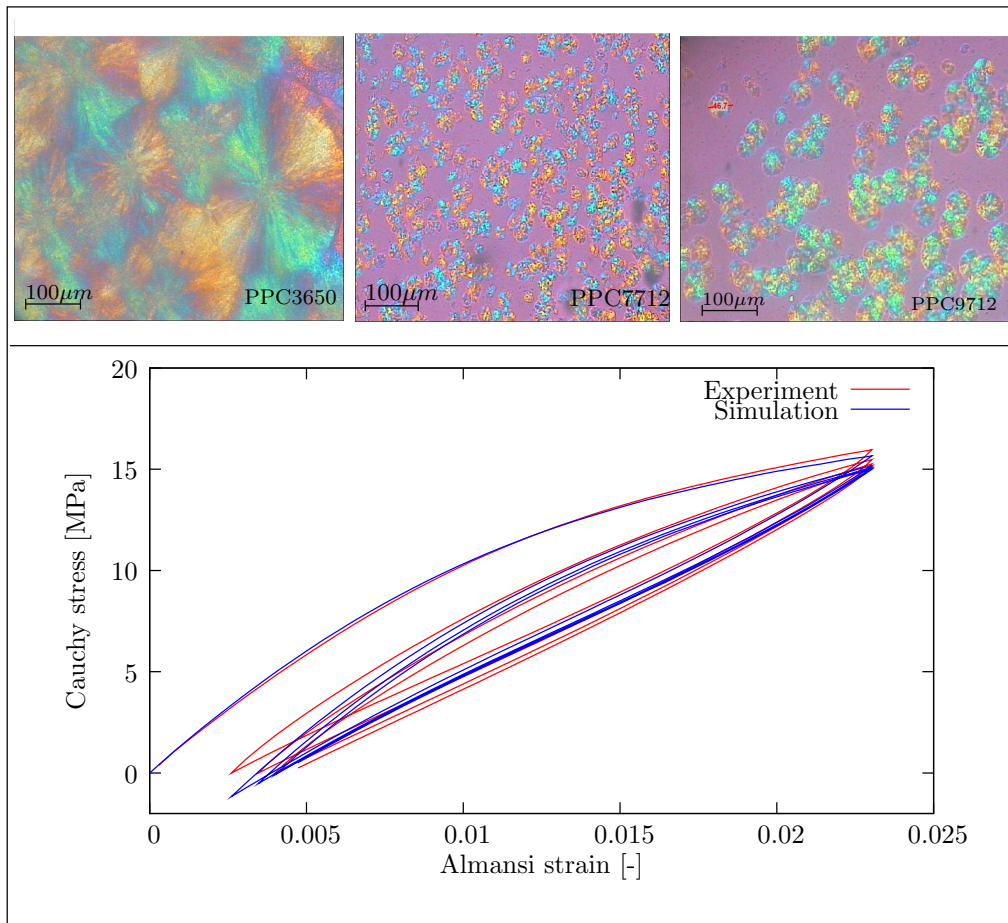 46.7
100μm
PPC3650
100μm
PPC7712
100μm
PPC9712
20
15
10
5
0
Cauchy stress [MPa]
Experiment
Simulation
0
0.005
0.01
0.015
0.02
0.025
Almansi strain [-]